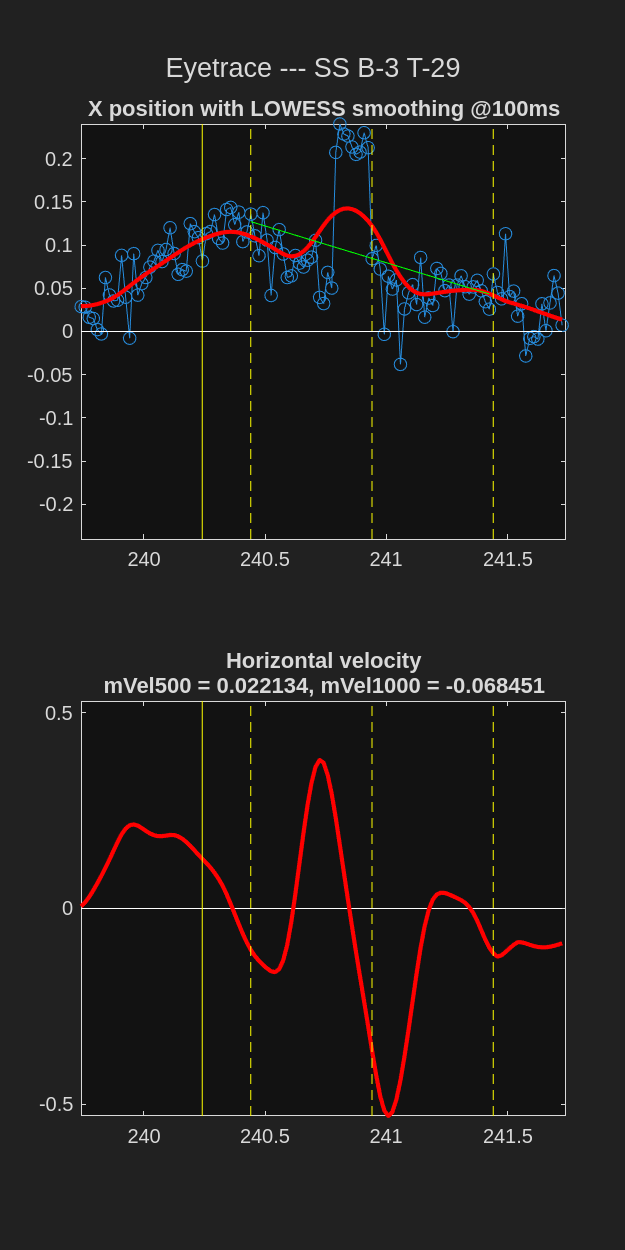 Eyetrace --- SS B-3 T-29
X position with LOWESS smoothing @100ms
0.2
0.15
0.1
0.05
0
-0.05
-0.1
-0.15
-0.2
240 240.5 241 241.5
Horizontal velocity
mVel500 = 0.022134, mVel1000 = -0.068451
0.5
0
-0.5
240 240.5 241 241.5